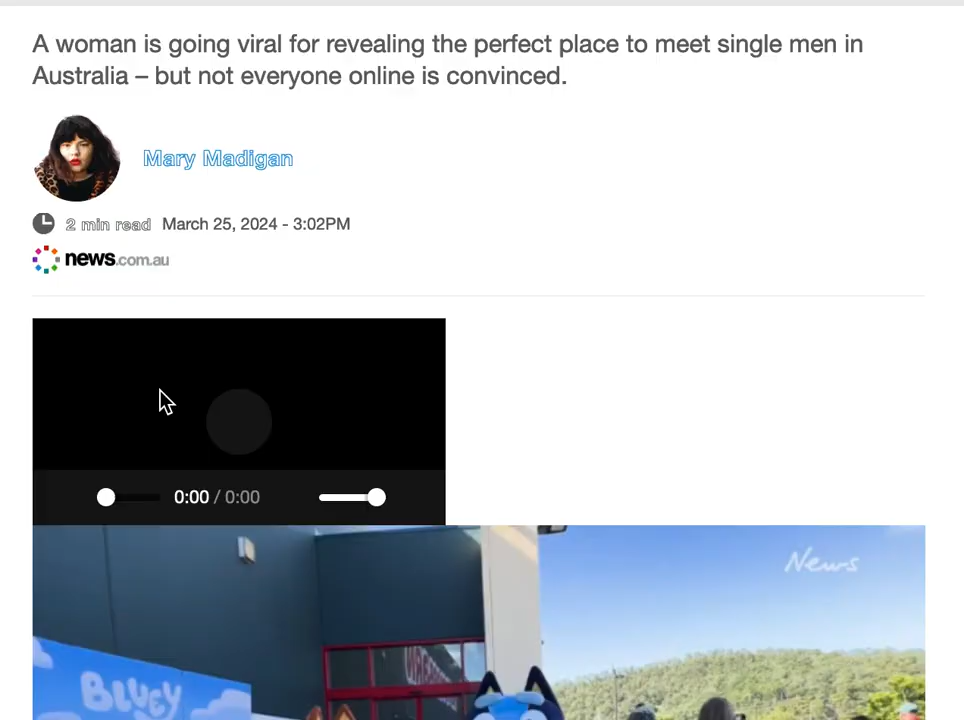 A woman is going viral for revealing the perfect place to meet single men in
Australia – but not everyone online is convinced.
Mary Madigan
2 min read March 25, 2024 - 3:02PM
news.com.au
0:00 / 0:00
News
BLUEY